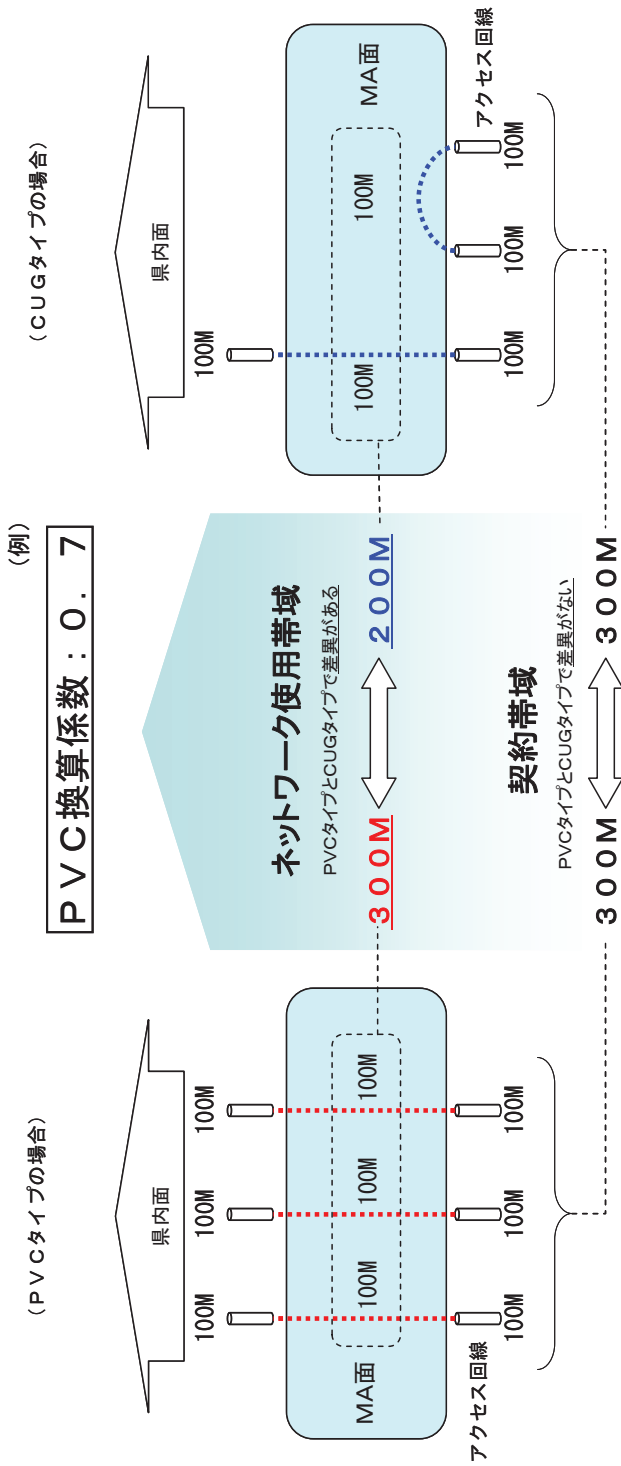 (例)
PVC換算係数：0．7
(PVCタイプの場合)
県内面
100M
100M
100M
MA面
100M
100M
100M
アクセス回線
100M
100M
100M
ネットワーク使用帯域
PVCタイプとCUGタイプで差異がある
300M
200M
契約帯域
PVCタイプとCUGタイプで差異がない
300M
300M
(CUGタイプの場合)
県内面
100M
MA面
100M
100M
アクセス回線
100M
100M
100M